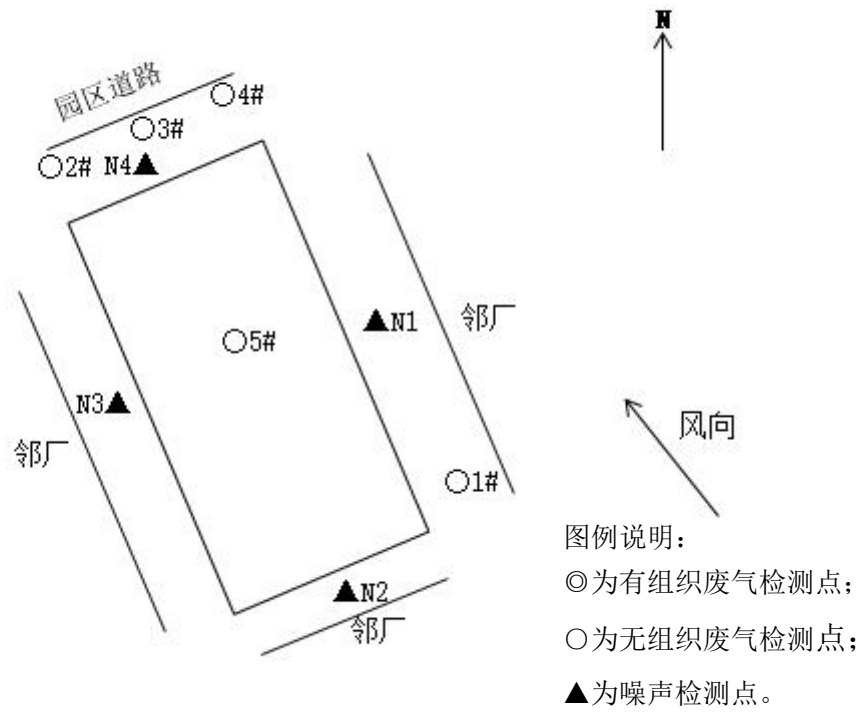 N
园区道路
○4#
○3#
○2# N4▲
▲N1
邻厂
○5#
N3▲
风向
邻厂
○1#
图例说明：
◎为有组织废气检测点；
▲N2
邻厂
○为无组织废气检测点；
▲为噪声检测点。